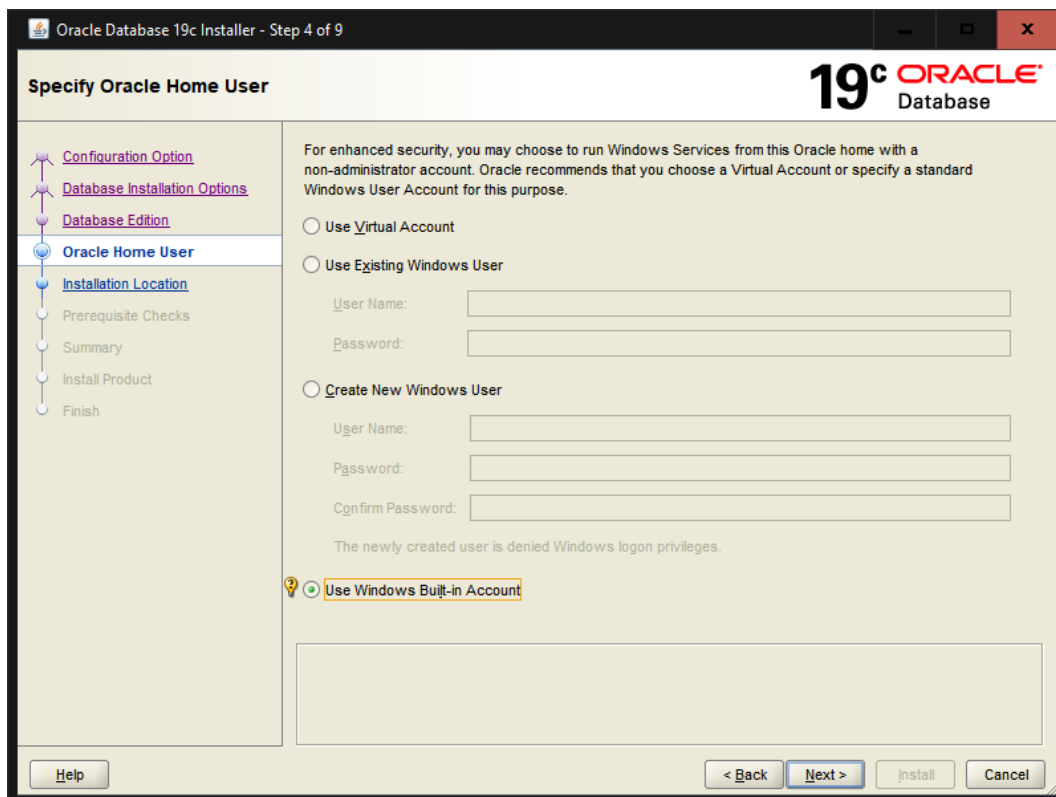 Oracle Database 19c Installer - Step 4 of 9
Specify Oracle Home User
19c ORACLE
Database
Configuration Option
Database Installation Options
Database Edition
Oracle Home User
Installation Location
Prerequisite Checks
Summary
Install Product
Finish
For enhanced security, you may choose to run Windows Services from this Oracle home with a
non-administrator account. Oracle recommends that you choose a Virtual Account or specify a standard
Windows User Account for this purpose.
Use Virtual Account
Use Existing Windows User
User Name:
Password:
Create New Windows User
User Name:
Password:
Confirm Password:
The newly created user is denied Windows logon privileges.
Use Windows Built-in Account
Help
< Back
Next >
Install
Cancel